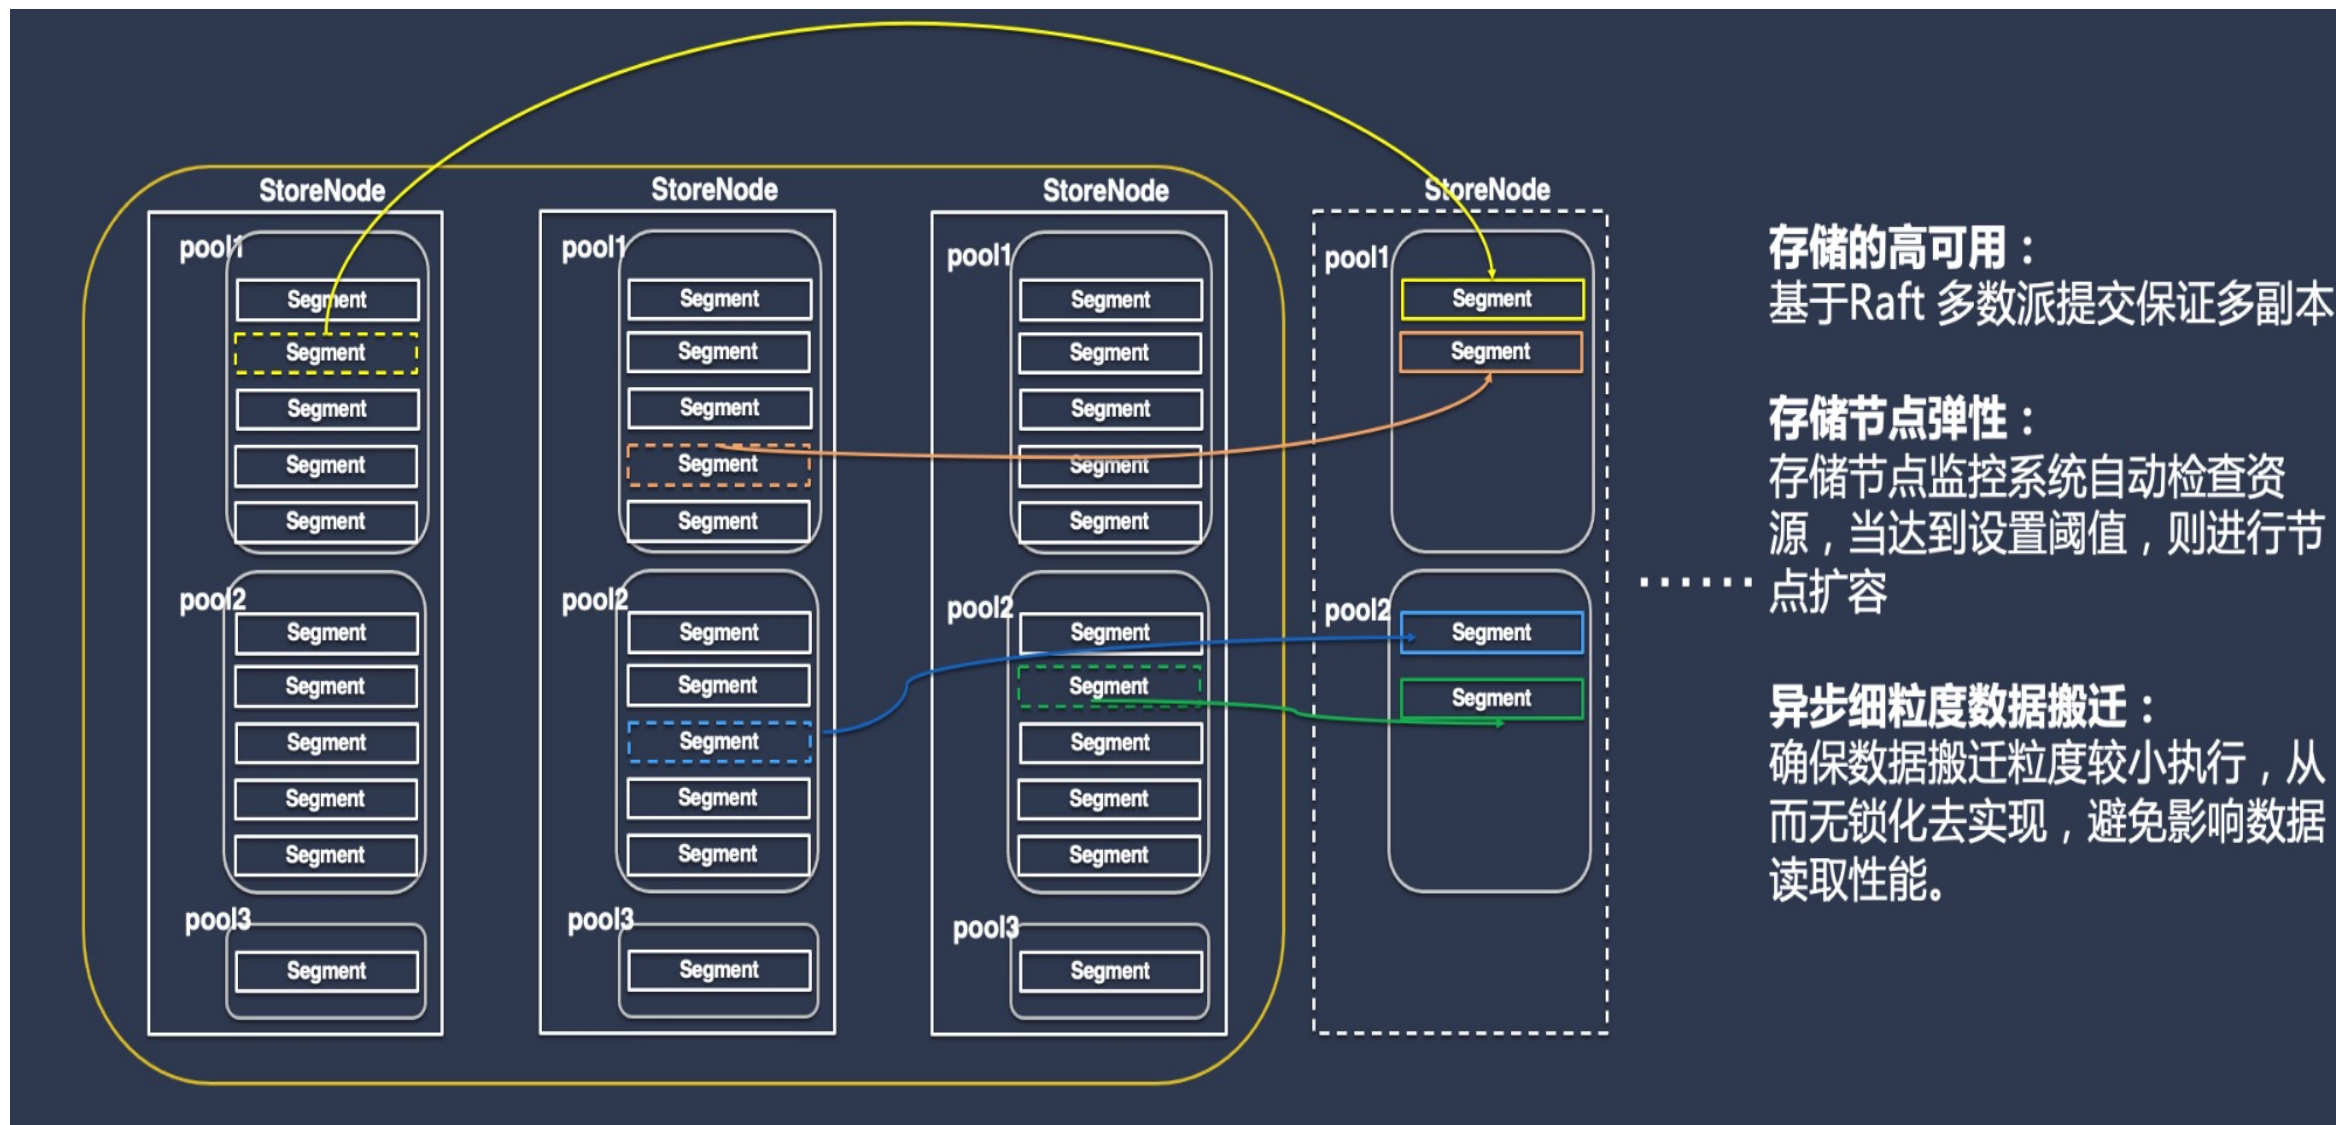 StoreNode
pool1
Segment
Segment
Segment
Segment
Segment
pool2
Segment
Segment
Segment
Segment
Segment
pool3
Segment
StoreNode
pool1
Segment
Segment
Segment
Segment
Segment
pool2
Segment
Segment
Segment
Segment
Segment
pool3
Segment
StoreNode
pool1
Segment
Segment
Segment
Segment
Segment
pool2
Segment
Segment
Segment
Segment
Segment
pool3
Segment
StoreNode
pool1
Segment
Segment
pool2
Segment
Segment
······
存储的高可用：
基于Raft 多数派提交保证多副本
存储节点弹性：
存储节点监控系统自动检查资
源，当达到设置阈值，则进行节
点扩容
异步细粒度数据搬迁：
确保数据搬迁粒度较小执行，从
而无锁化去实现，避免影响数据
读取性能。